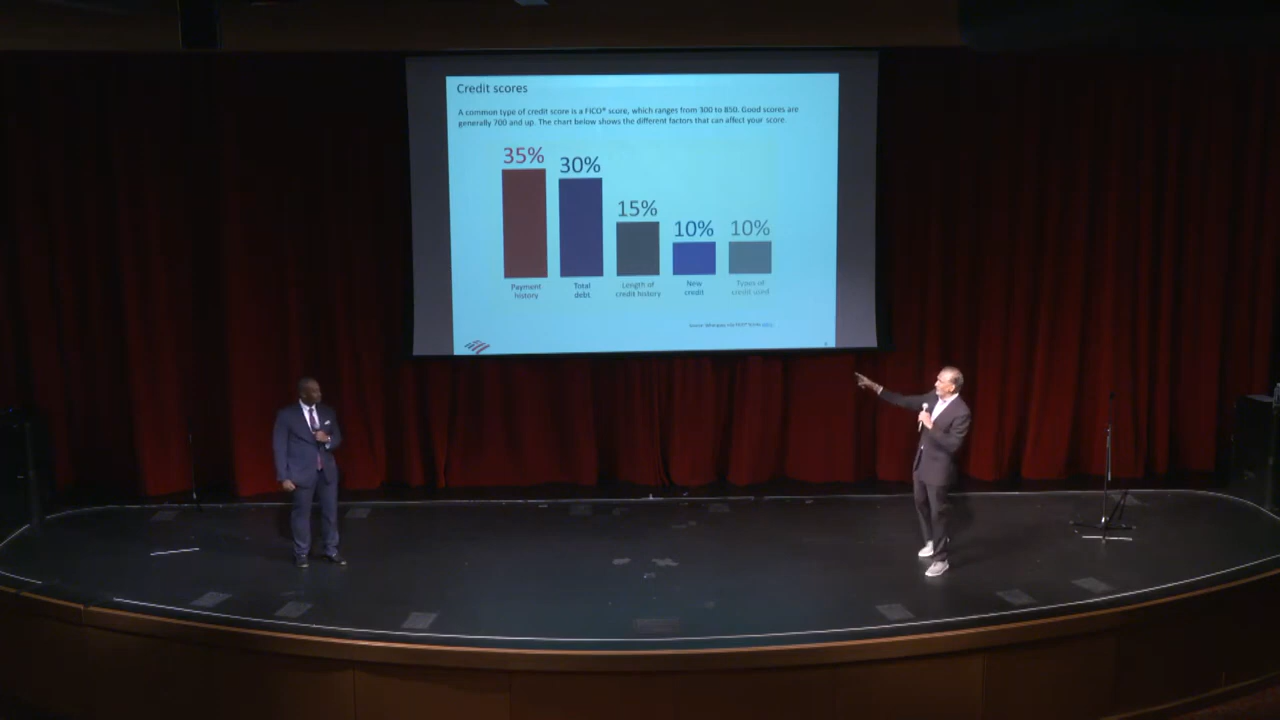 Credit scores
A common type of credit score is a FICO® score, which ranges from 300 to 850. Good scores are
generally 700 and up. The chart below shows the different factors that can affect your score.
35%
30%
15%
10%
10%
Payment
history
Total
debt
Length of
credit history
New
credit
Types of
credit used